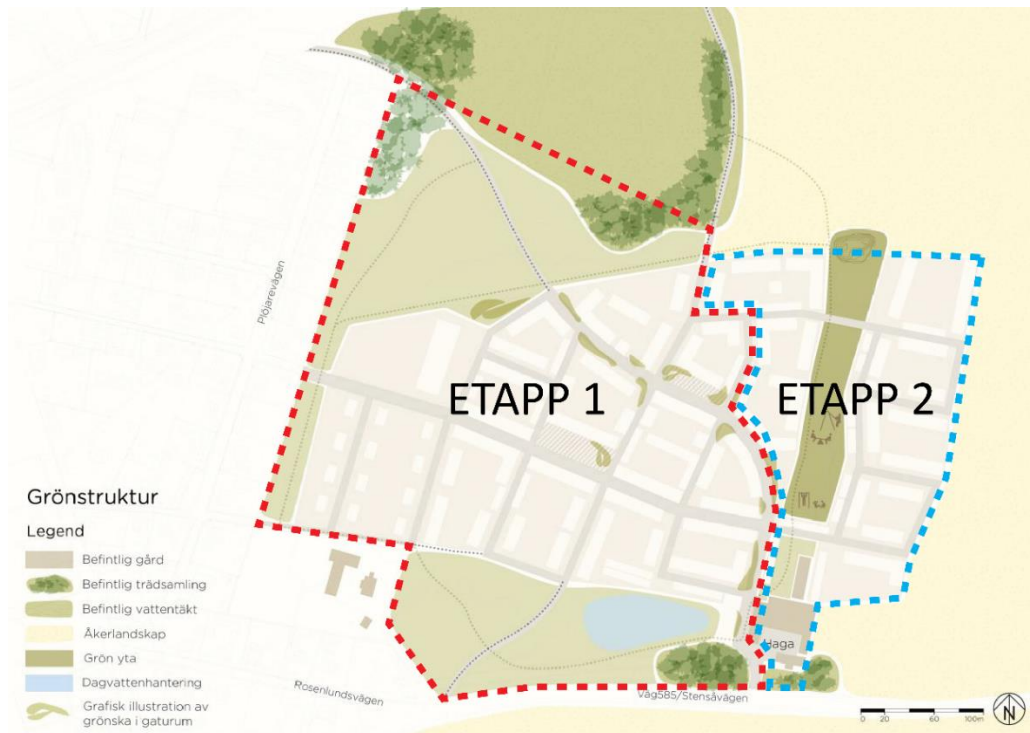 Plöjarevägen
ETAPP 1
ETAPP 2
Grönstruktur
Legend
Befintlig gård
Befintlig trädsamling
Befintlig vattentäkt
Åkerlandskap
Grön yta
Dagvattenhantering
Grafisk illustration av
grönska i gaturum
Haga
Rosenlundsvägen
Väg585/Stensåvägen
0 20 60 100m
N